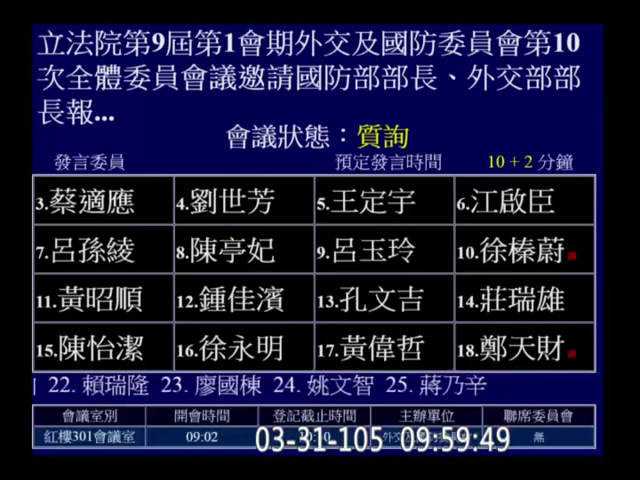 立法院第9屆第1會期外交及國防委員會第10
次全體委員會議邀請國防部部長、外交部部
長報...
會議狀態：質詢
發言委員 預定發言時間 10 + 2 分鐘
3.蔡適應 4.劉世芳 5.王定宇 6.江啟臣
7.呂孫綾 8.陳亭妃 9.呂玉玲 10.徐榛蔚
11.黃昭順 12.鍾佳濱 13.孔文吉 14.莊瑞雄
15.陳怡潔 16.徐永明 17.黃偉哲 18.鄭天財
22. 賴瑞隆 23. 廖國棟 24. 姚文智 25. 蔣乃辛
會議室別 開會時間 登記截止時間 主辦單位 聯席委員會
紅樓301會議室 09:02 無
03-31-105 09:59:49